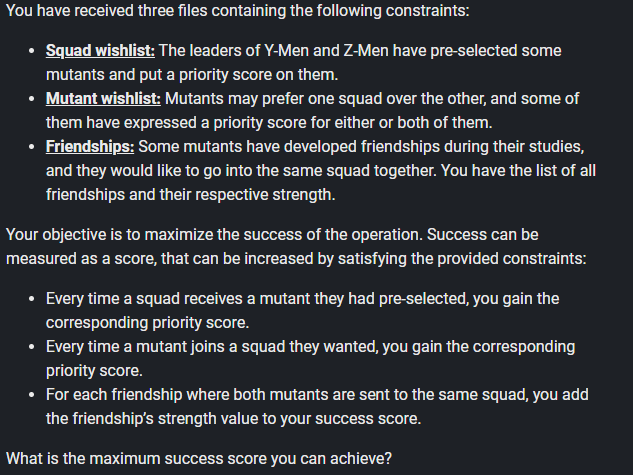 You have received three files containing the following constraints:
• Squad wishlist: The leaders of Y-Men and Z-Men have pre-selected some
mutants and put a priority score on them.
• Mutant wishlist: Mutants may prefer one squad over the other, and some of
them have expressed a priority score for either or both of them.
• Friendships: Some mutants have developed friendships during their studies,
and they would like to go into the same squad together. You have the list of all
friendships and their respective strength.
Your objective is to maximize the success of the operation. Success can be
measured as a score, that can be increased by satisfying the provided constraints:
• Every time a squad receives a mutant they had pre-selected, you gain the
corresponding priority score.
• Every time a mutant joins a squad they wanted, you gain the corresponding
priority score.
• For each friendship where both mutants are sent to the same squad, you add
the friendship's strength value to your success score.
What is the maximum success score you can achieve?